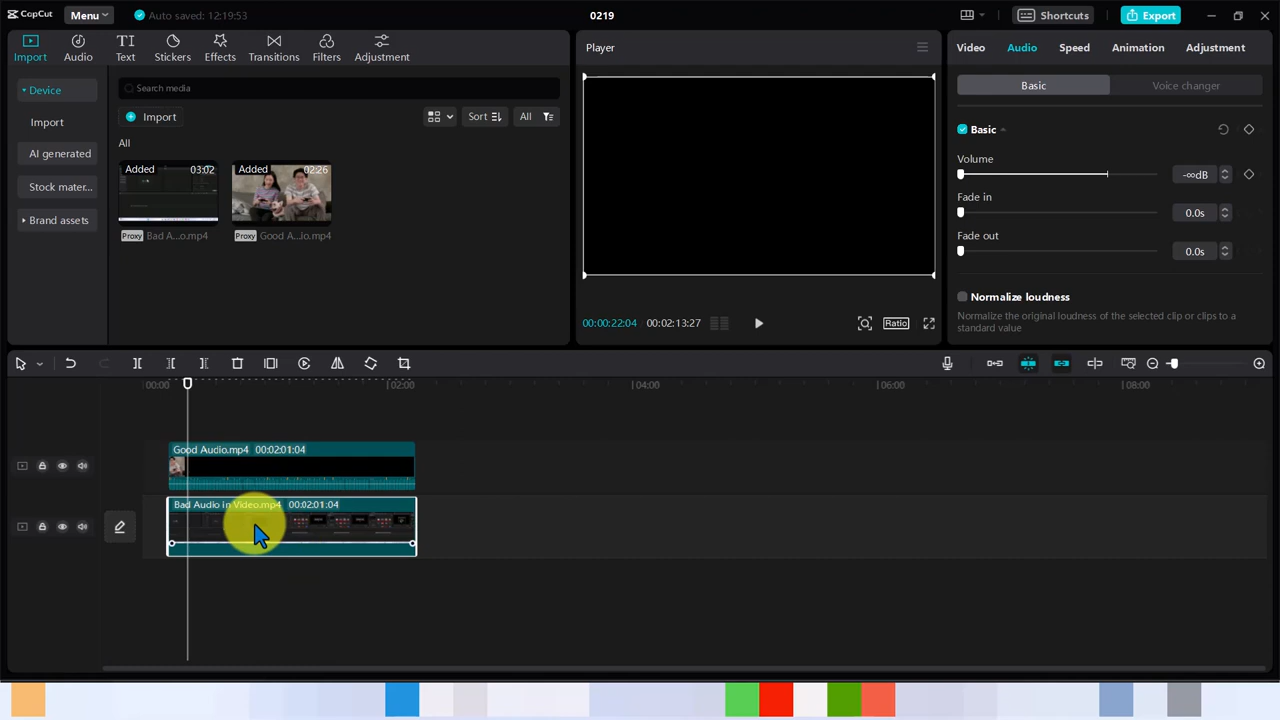 CapCut
Menu
Auto saved: 12:19:53
0219
Shortcuts
Export
Import
Audio
Text
Stickers
Effects
Transitions
Filters
Adjustment
Device
Import
AI generated
Stock mater...
Brand assets
Search media
Import
Sort
All
All
Added
03:02
Added
02:26
Proxy Bad A...o.mp4
Proxy Good A...io.mp4
Player
00:00:22:04
00:02:13:27
Ratio
Video
Audio
Speed
Animation
Adjustment
Basic
Voice changer
Basic
Volume
-∞dB
Fade in
0.0s
Fade out
0.0s
Normalize loudness
Normalize the original loudness of the selected clip or clips to a
standard value
00:00
02:00
04:00
06:00
08:00
Good Audio.mp4 00:02:01:04
Bad Audio in Video.mp4 00:02:01:04